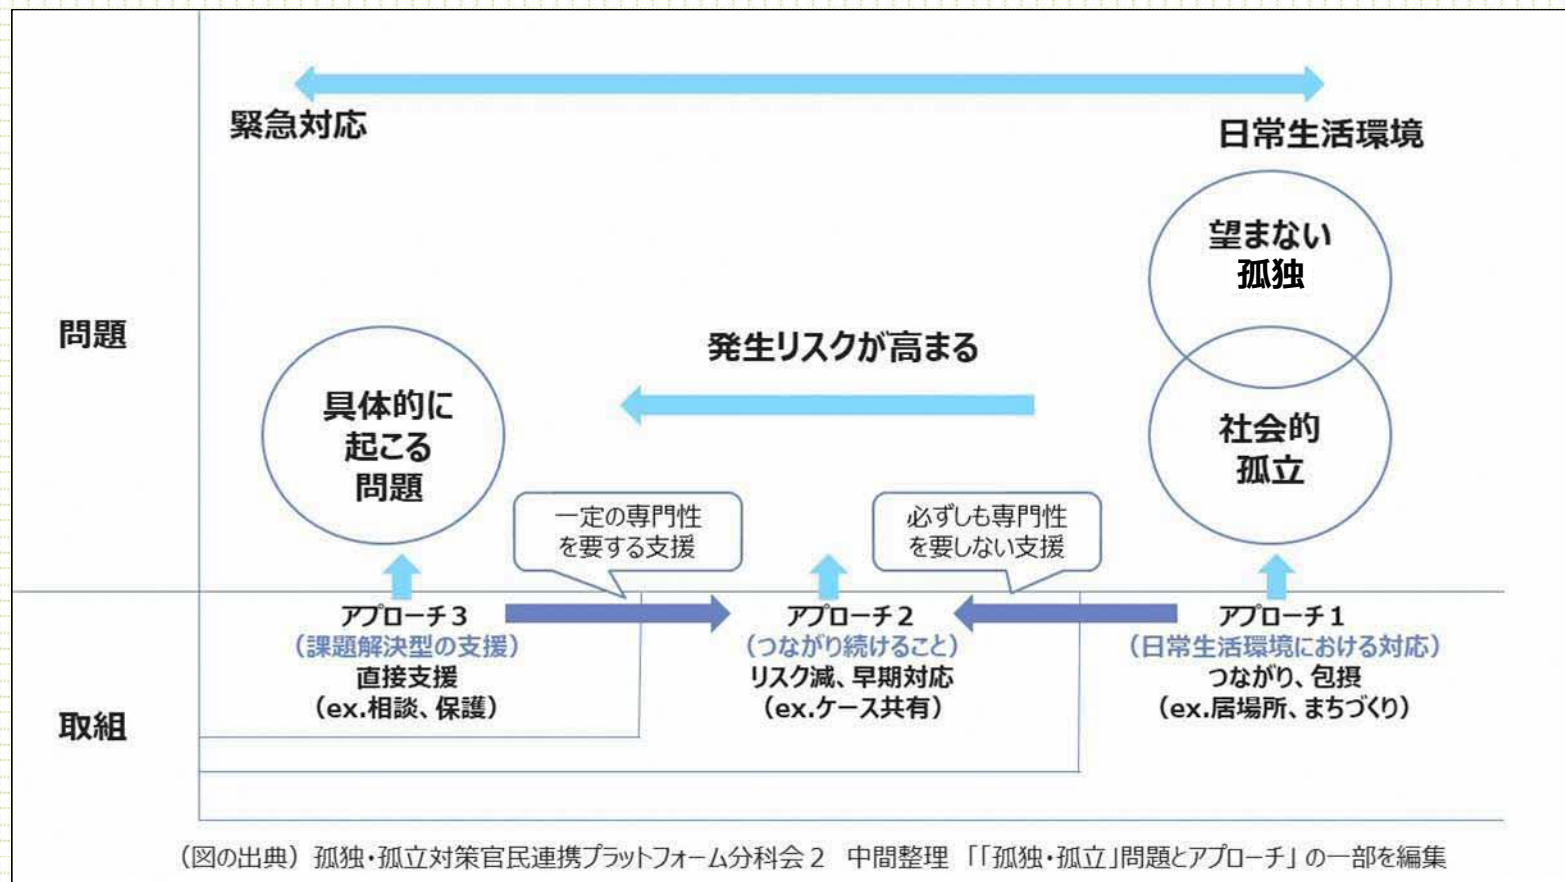 緊急対応
日常生活環境
問題
望まない
孤独
社会的
孤立
発生リスクが高まる
具体的に
起こる
問題
一定の専門性
を要する支援
必ずしも専門性
を要しない支援
取組
アプローチ3
(課題解決型の支援)
直接支援
(ex.相談、保護)
アプローチ2
(つながり続けること)
リスク減、早期対応
(ex.ケース共有)
アプローチ1
(日常生活環境における対応)
つながり、包摂
(ex.居場所、まちづくり)
(図の出典) 孤独・孤立対策官民連携プラットフォーム分科会2 中間整理 「「孤独・孤立」問題とアプローチ」の一部を編集